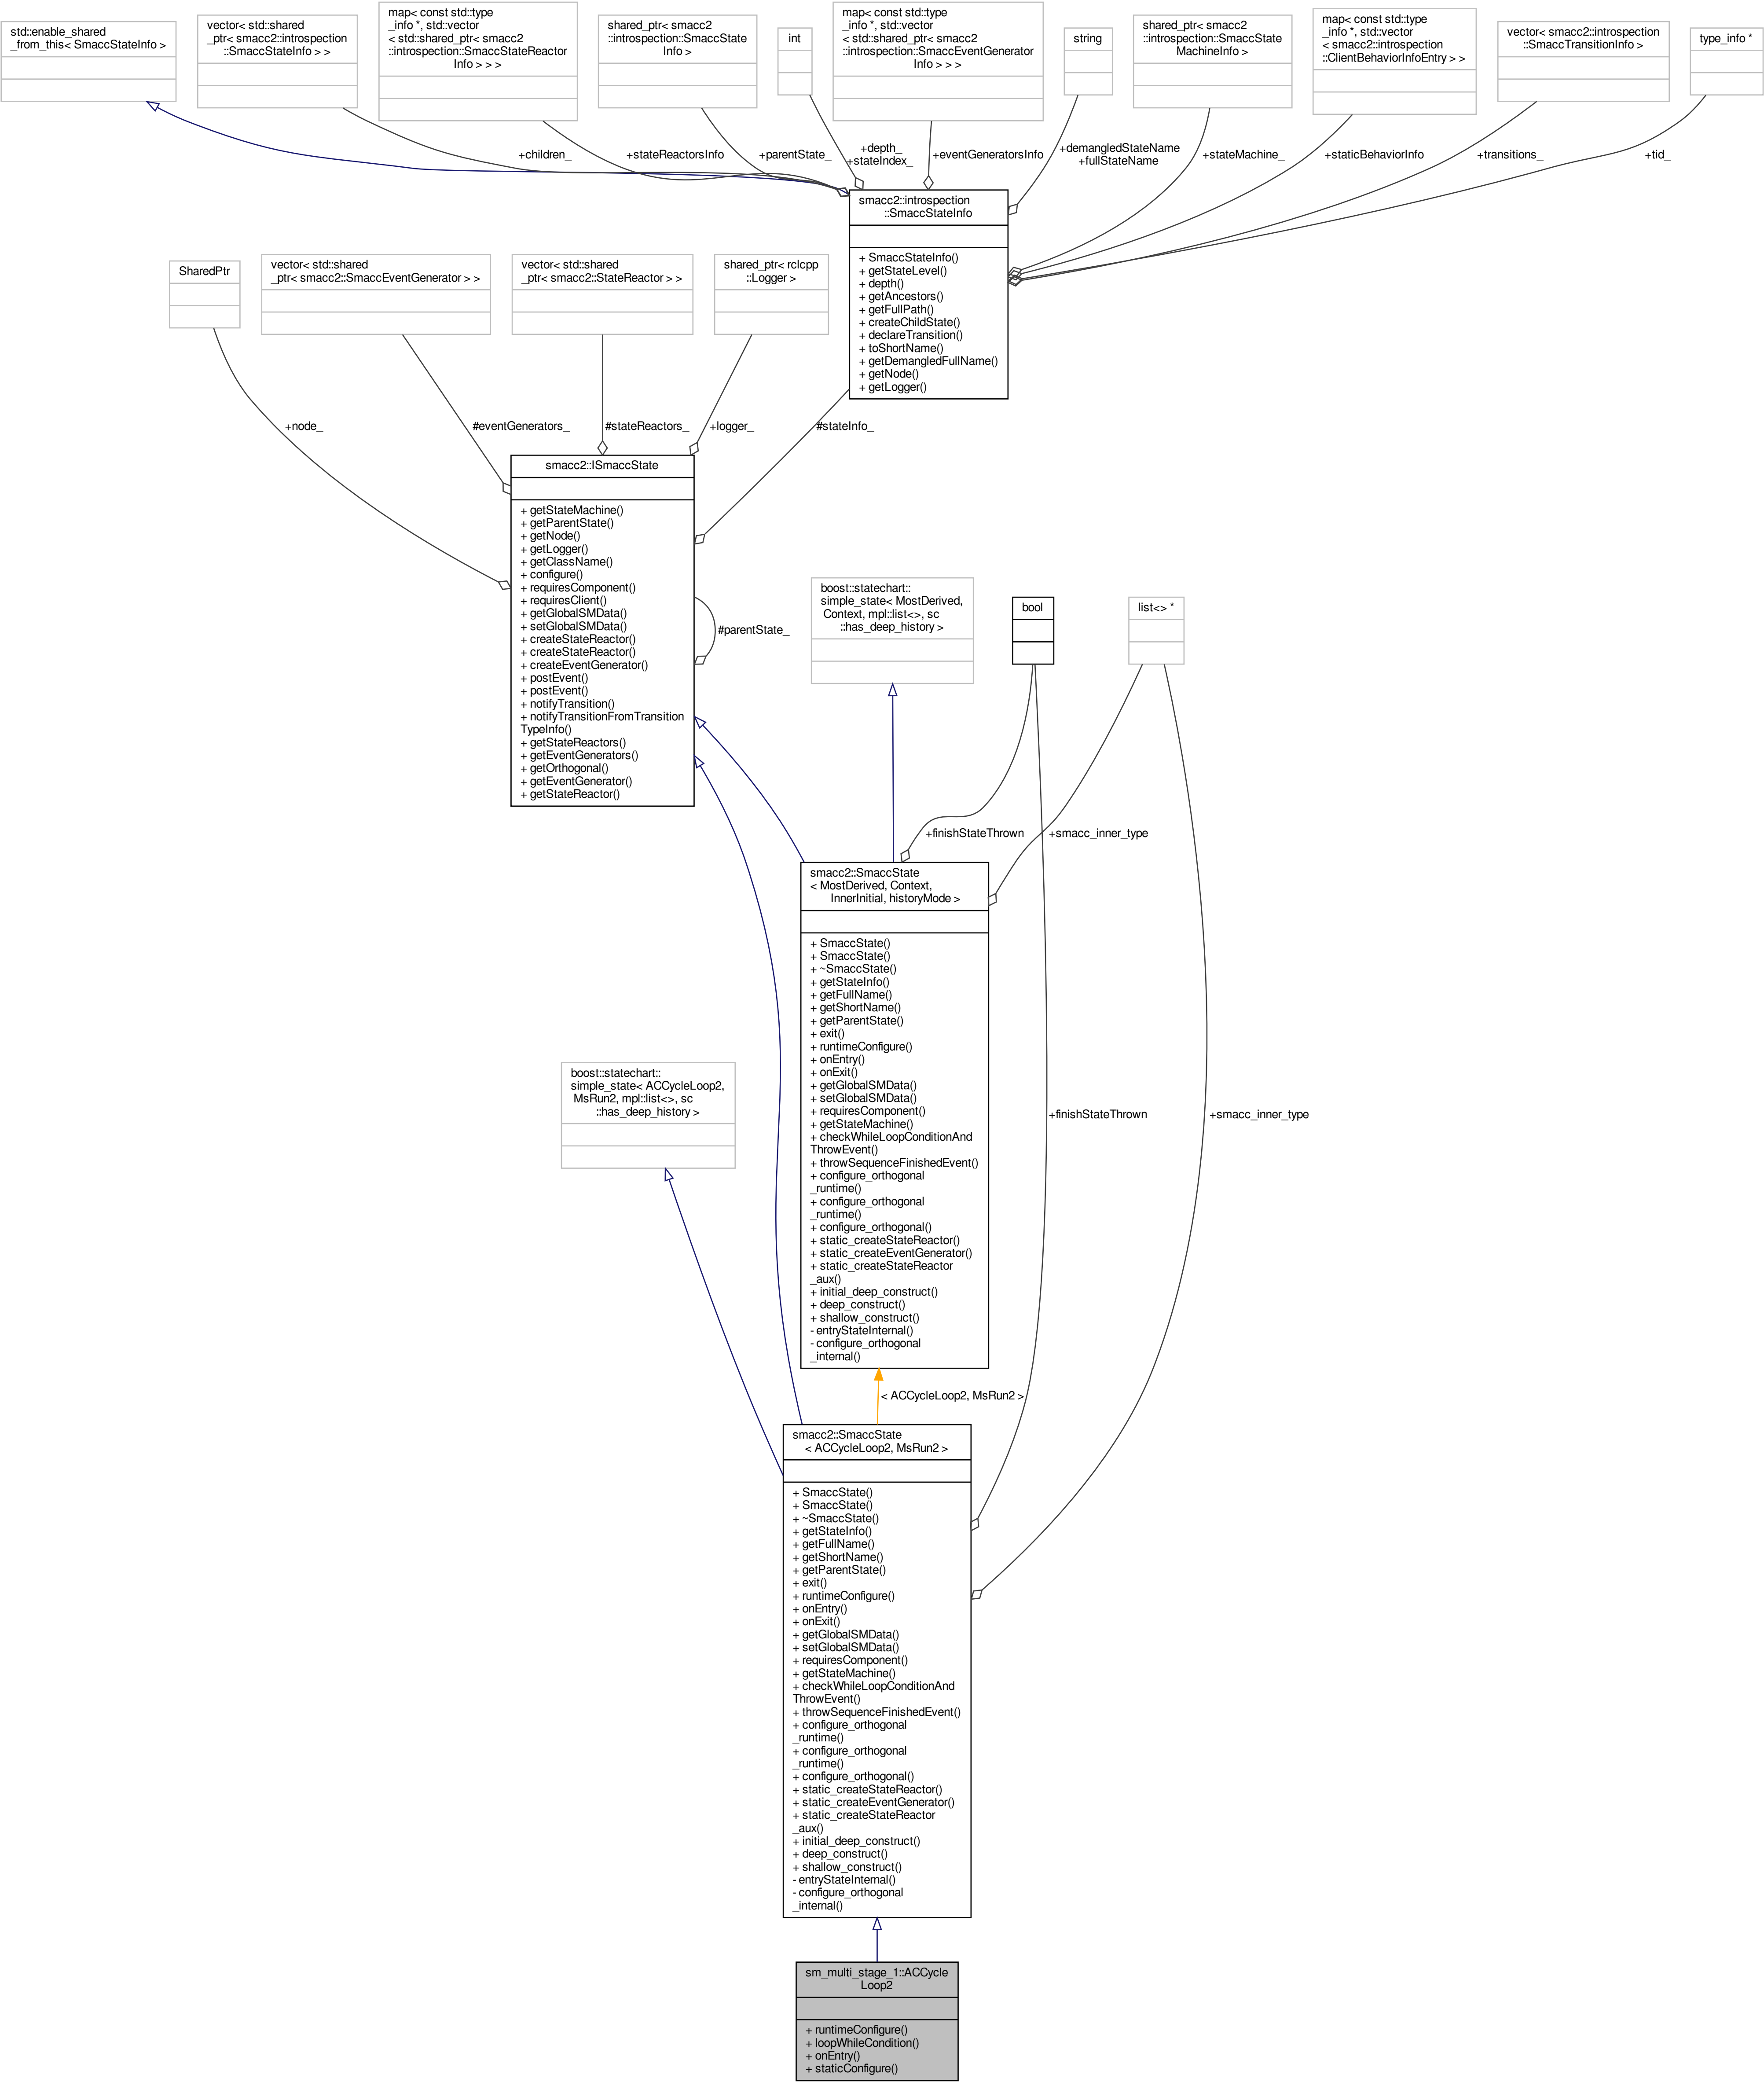 std::enable_shared
_from_this< SmaccStateInfo >
vector< std::shared
_ptr< smacc2::introspection
::SmaccStateInfo > >
map< const std::type
_info *, std::vector
< std::shared_ptr< smacc2
::introspection::SmaccStateReactor
Info > > >
shared_ptr< smacc2
::introspection::SmaccState
Info >
int
map< const std::type
_info *, std::vector
< std::shared_ptr< smacc2
::introspection::SmaccEventGenerator
Info > > >
string
shared_ptr< smacc2
::introspection::SmaccState
MachineInfo >
map< const std::type
_info *, std::vector
< smacc2::introspection
::ClientBehaviorInfoEntry > >
vector< smacc2::introspection
::SmaccTransitionInfo >
type_info *
+children_
+stateReactorsInfo
+parentState_
+depth_
+stateIndex_
+eventGeneratorsInfo
+demangledStateName
+fullStateName
+stateMachine_
+staticBehaviorInfo
+transitions_
+tid_
smacc2::introspection
::SmaccStateInfo
+ SmaccStateInfo()
+ getStateLevel()
+ depth()
+ getAncestors()
+ getFullPath()
+ createChildState()
+ declareTransition()
+ toShortName()
+ getDemangledFullName()
+ getNode()
+ getLogger()
SharedPtr
vector< std::shared
_ptr< smacc2::SmaccEventGenerator > >
vector< std::shared
_ptr< smacc2::StateReactor > >
shared_ptr< rclcpp
::Logger >
+node_
#eventGenerators_
#stateReactors_
+logger_
#stateInfo_
smacc2::ISmaccState
+ getStateMachine()
+ getParentState()
+ getNode()
+ getLogger()
+ getClassName()
+ configure()
+ requiresComponent()
+ requiresClient()
+ getGlobalSMData()
+ setGlobalSMData()
+ createStateReactor()
+ createStateReactor()
+ createEventGenerator()
+ postEvent()
+ postEvent()
+ notifyTransition()
+ notifyTransitionFromTransition
TypeInfo()
+ getStateReactors()
+ getEventGenerators()
+ getOrthogonal()
+ getEventGenerator()
+ getStateReactor()
#parentState_
boost::statechart::
simple_state< MostDerived,
Context, mpl::list<>, sc
::has_deep_history >
bool
list<> *
+finishStateThrown
+smacc_inner_type
smacc2::SmaccState
< MostDerived, Context,
InnerInitial, historyMode >
+ SmaccState()
+ SmaccState()
+ ~SmaccState()
+ getStateInfo()
+ getFullName()
+ getShortName()
+ getParentState()
+ exit()
+ runtimeConfigure()
+ onEntry()
+ onExit()
+ getGlobalSMData()
+ setGlobalSMData()
+ requiresComponent()
+ getStateMachine()
+ checkWhileLoopConditionAnd
ThrowEvent()
+ throwSequenceFinishedEvent()
+ configure_orthogonal
_runtime()
+ configure_orthogonal
_runtime()
+ configure_orthogonal()
+ static_createStateReactor()
+ static_createEventGenerator()
+ static_createStateReactor
_aux()
+ initial_deep_construct()
+ deep_construct()
+ shallow_construct()
- entryStateInternal()
- configure_orthogonal
_internal()
boost::statechart::
simple_state< ACCycleLoop2,
MsRun2, mpl::list<>, sc
::has_deep_history >
+finishStateThrown
+smacc_inner_type
< ACCycleLoop2, MsRun2 >
smacc2::SmaccState
< ACCycleLoop2, MsRun2 >
+ SmaccState()
+ SmaccState()
+ ~SmaccState()
+ getStateInfo()
+ getFullName()
+ getShortName()
+ getParentState()
+ exit()
+ runtimeConfigure()
+ onEntry()
+ onExit()
+ getGlobalSMData()
+ setGlobalSMData()
+ requiresComponent()
+ getStateMachine()
+ checkWhileLoopConditionAnd
ThrowEvent()
+ throwSequenceFinishedEvent()
+ configure_orthogonal
_runtime()
+ configure_orthogonal
_runtime()
+ configure_orthogonal()
+ static_createStateReactor()
+ static_createEventGenerator()
+ static_createStateReactor
_aux()
+ initial_deep_construct()
+ deep_construct()
+ shallow_construct()
- entryStateInternal()
- configure_orthogonal
_internal()
sm_multi_stage_1::ACCycle
Loop2
+ runtimeConfigure()
+ loopWhileCondition()
+ onEntry()
+ staticConfigure()